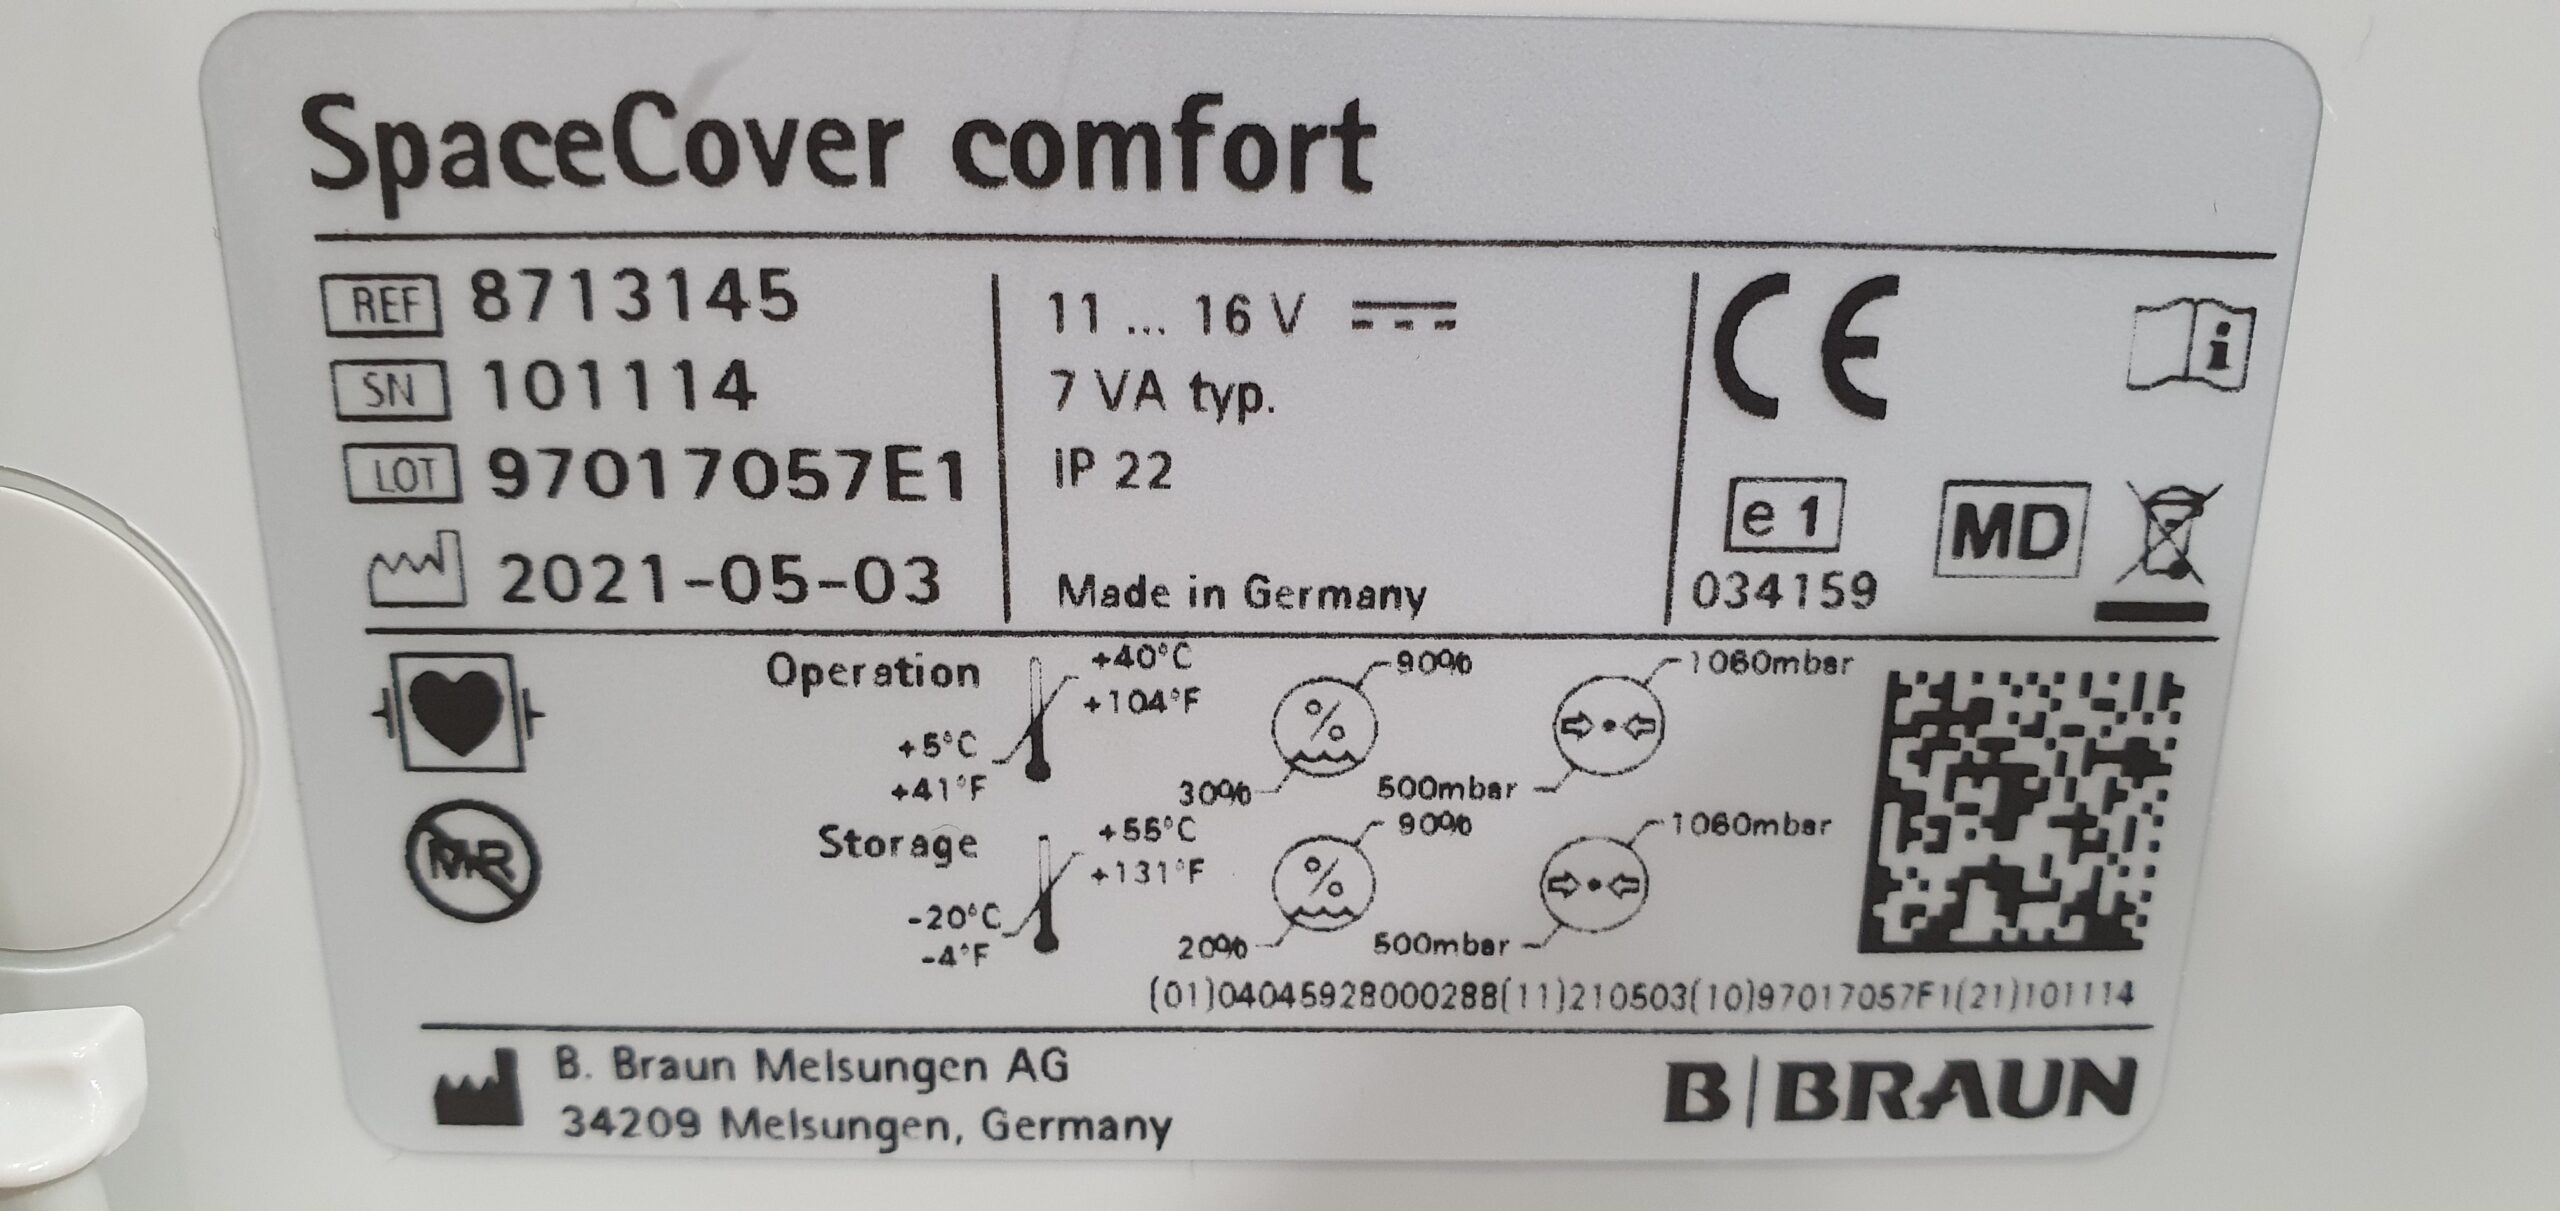 SpaceCover comfort
REF 8713145
SN 101114
LOT 97017057E1
2021-05-03
11 ... 16 V
7 VA typ.
IP 22
Made in Germany
CE
i
e 1
034159
MD
MR
Operation
+40°C
+104°F
+5°C
+41°F
90%
%
30%
1060mbar
500mbar
Storage
+55°C
+131°F
-20°C
-4°F
90%
%
20%
1060mbar
500mbar
(01)04045928000288(11)210503(10)97017057E1(21)101114
B. Braun Melsungen AG
34209 Melsungen, Germany
B|BRAUN